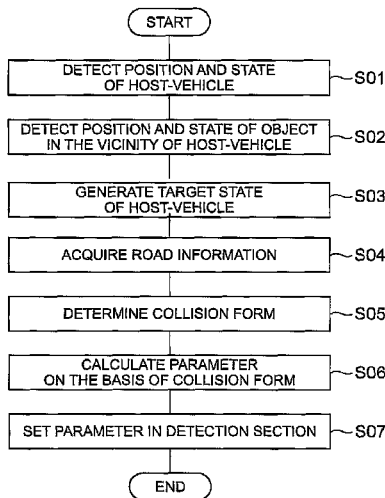 START
DETECT POSITION AND STATE
OF HOST-VEHICLE
S01
DETECT POSITION AND STATE OF OBJECT
IN THE VICINITY OF HOST-VEHICLE
S02
GENERATE TARGET STATE
OF HOST-VEHICLE
S03
ACQUIRE ROAD INFORMATION
S04
DETERMINE COLLISION FORM
S05
CALCULATE PARAMETER
ON THE BASIS OF COLLISION FORM
S06
SET PARAMETER IN DETECTION SECTION
S07
END